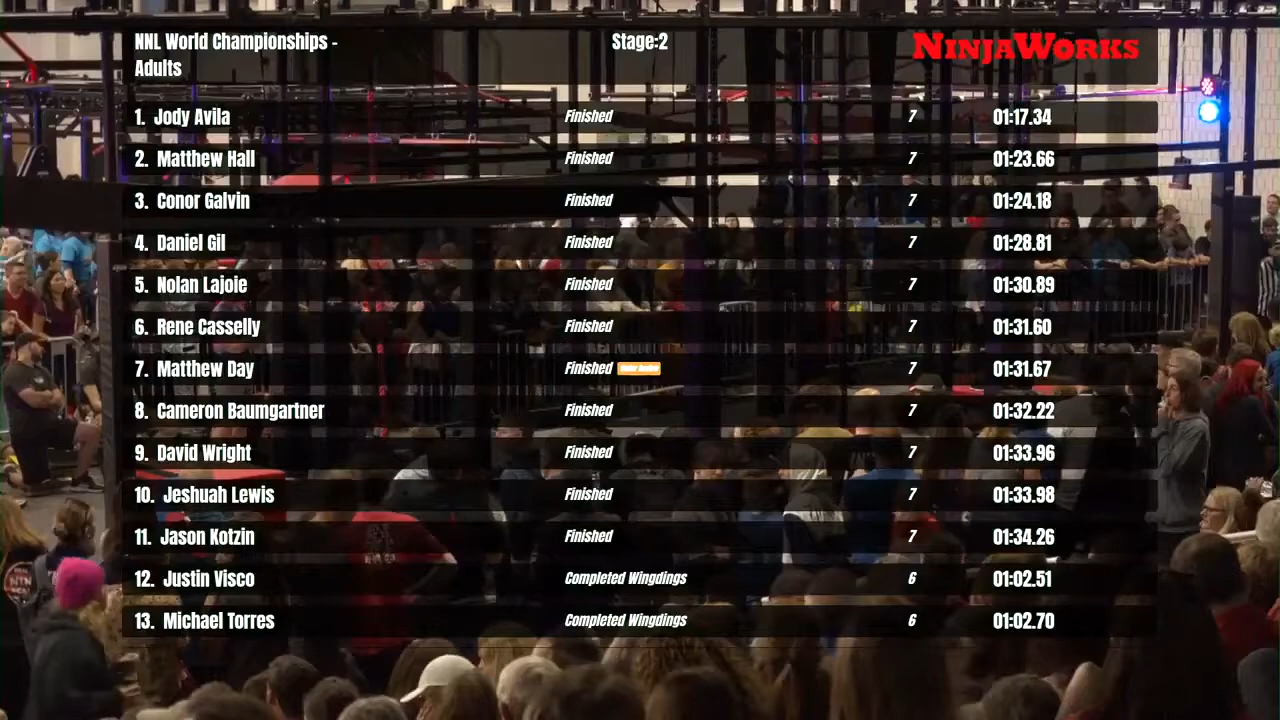 NNL World Championships -
Adults
Stage:2
NinjaWorks
1. Jody Avila Finished 7 01:17.34
2. Matthew Hall Finished 7 01:23.66
3. Conor Galvin Finished 7 01:24.18
4. Daniel Gil Finished 7 01:28.81
5. Nolan Lajoie Finished 7 01:30.89
6. Rene Casselly Finished 7 01:31.60
7. Matthew Day Finished Under Review 7 01:31.67
8. Cameron Baumgartner Finished 7 01:32.22
9. David Wright Finished 7 01:33.96
10. Jeshuah Lewis Finished 7 01:33.98
11. Jason Kotzin Finished 7 01:34.26
12. Justin Visco Completed Wingdings 6 01:02.51
13. Michael Torres Completed Wingdings 6 01:02.70